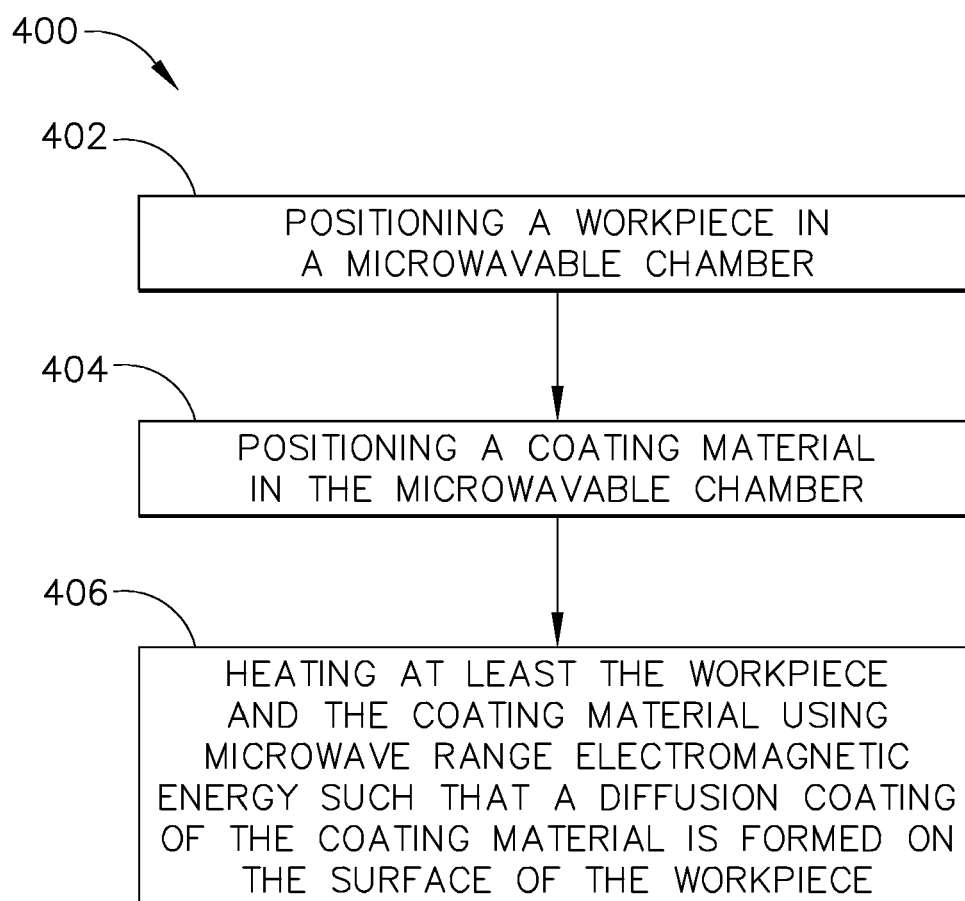 400
402
POSITIONING A WORKPIECE IN
A MICROWAVABLE CHAMBER
404
POSITIONING A COATING MATERIAL
IN THE MICROWAVABLE CHAMBER
406
HEATING AT LEAST THE WORKPIECE
AND THE COATING MATERIAL USING
MICROWAVE RANGE ELECTROMAGNETIC
ENERGY SUCH THAT A DIFFUSION COATING
OF THE COATING MATERIAL IS FORMED ON
THE SURFACE OF THE WORKPIECE